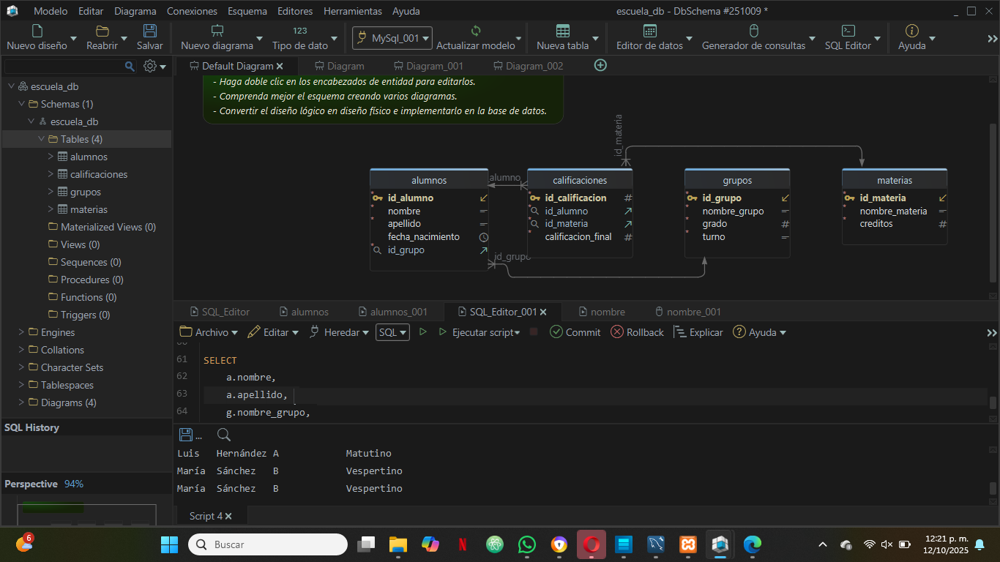 Modelo Editar Diagrama Conexiones Esquema Editores Herramientas Ayuda
escuela_db - DbSchema #251009 *
Nuevo diseño Reabrir Salvar Nuevo diagrama 123 Tipo de dato MySql_001 Actualizar modelo Nueva tabla Editor de datos Generador de consultas SQL Editor Ayuda
Default Diagram Diagram Diagram_001 Diagram_002
escuela_db
Schemas (1)
escuela_db
Tables (4)
alumnos
calificaciones
grupos
materias
Materialized Views (0)
Views (0)
Sequences (0)
Procedures (0)
Functions (0)
Triggers (0)
Engines
Collations
Character Sets
Tablespaces
Diagrams (4)
SQL History
Perspective 94%
- Haga doble clic en los encabezados de entidad para editarlos.
- Comprenda mejor el esquema creando varios diagramas.
- Convertir el diseño lógico en diseño físico e implementarlo en la base de datos.
id_materia
alumnos
id_alumno
nombre
apellido
fecha_nacimiento
id_grupo
alumno
id_grupo
calificaciones
id_calificacion #
id_alumno
id_materia
calificacion_final #
grupos
id_grupo
nombre_grupo
grado #
turno
materias
id_materia
nombre_materia
creditos #
SQL_Editor alumnos alumnos_001 SQL_Editor_001 nombre nombre_001
Archivo Editar Heredar SQL Ejecutar script Commit Rollback Explicar Ayuda
61 SELECT
62 a.nombre,
63 a.apellido,
64 g.nombre_grupo,
...
Luis Hernández A Matutino
María Sánchez B Vespertino
María Sánchez B Vespertino
Script 4
6
Buscar
12:21 p. m.
12/10/2025